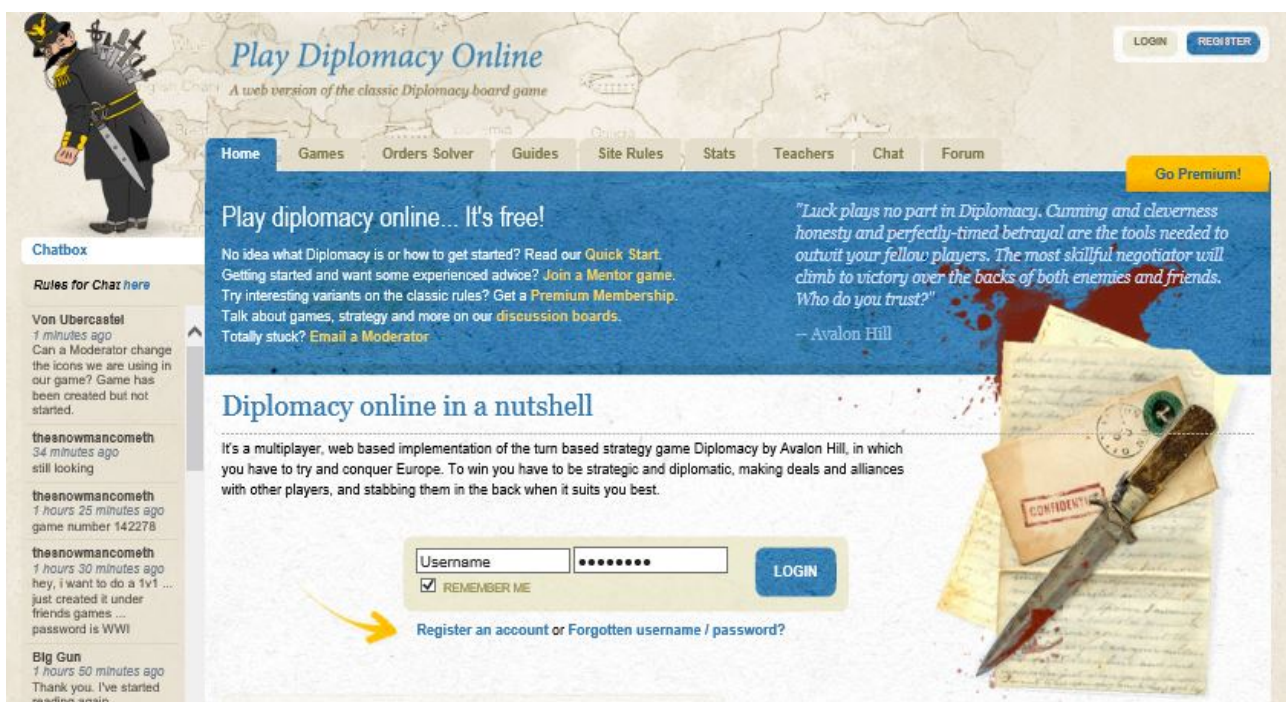 Play Diplomacy Online
A web version of the classic Diplomacy board game
LOGIN
REGISTER
Home
Games
Orders Solver
Guides
Site Rules
Stats
Teachers
Chat
Forum
Go Premium!
Play diplomacy online... It's free!
No idea what Diplomacy is or how to get started? Read our Quick Start.
Getting started and want some experienced advice? Join a Mentor game.
Try interesting variants on the classic rules? Get a Premium Membership.
Talk about games, strategy and more on our discussion boards.
Totally stuck? Email a Moderator
"Luck plays no part in Diplomacy. Cunning and cleverness
honesty and perfectly-timed betrayal are the tools needed to
outwit your fellow players. The most skillful negotiator will
climb to victory over the backs of both enemies and friends.
Who do you trust?"
– Avalon Hill
Chatbox
Rules for Chat here
Von Ubercastel
1 minutes ago
Can a Moderator change
the icons we are using in
our game? Game has
been created but not
started.
thesnowmancometh
34 minutes ago
still looking
thesnowmancometh
1 hours 25 minutes ago
game number 142278
thesnowmancometh
1 hours 30 minutes ago
hey, i want to do a 1v1 ...
just created it under
friends games ...
password is WWI
Big Gun
1 hours 50 minutes ago
Thank you. I've started
reading again
Diplomacy online in a nutshell
It's a multiplayer, web based implementation of the turn based strategy game Diplomacy by Avalon Hill, in which
you have to try and conquer Europe. To win you have to be strategic and diplomatic, making deals and alliances
with other players, and stabbing them in the back when it suits you best.
Username
●●●●●●●●
LOGIN
REMEMBER ME
Register an account or Forgotten username / password?